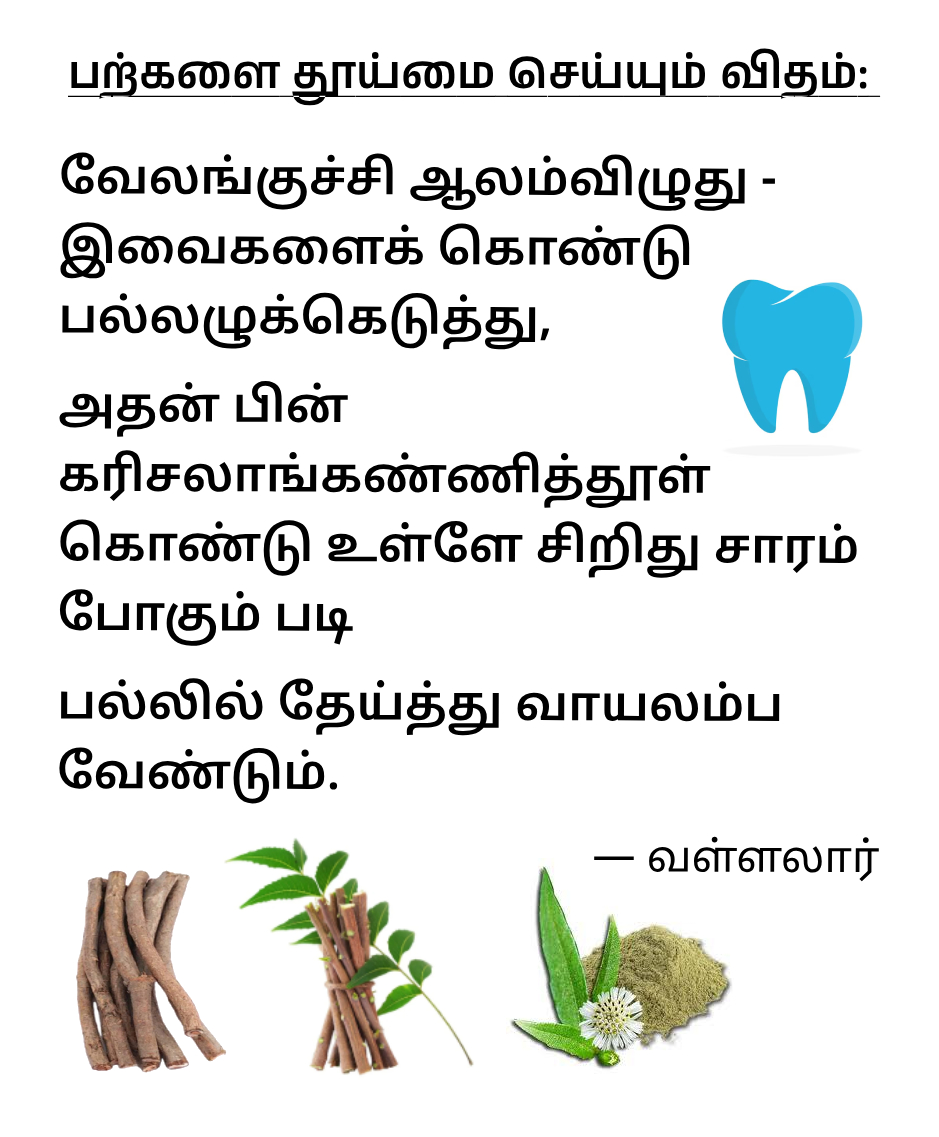 பற்களை தூய்மை செய்யும் விதம்:
வேலங்குச்சி ஆலம்விழுது -
இவைகளைக் கொண்டு
பல்லழுக்கெடுத்து,
அதன் பின்
கரிசலாங்கண்ணித்தூள்
கொண்டு உள்ளே சிறிது சாரம்
போகும் படி
பல்லில் தேய்த்து வாயலம்ப
வேண்டும்.
— வள்ளலார்